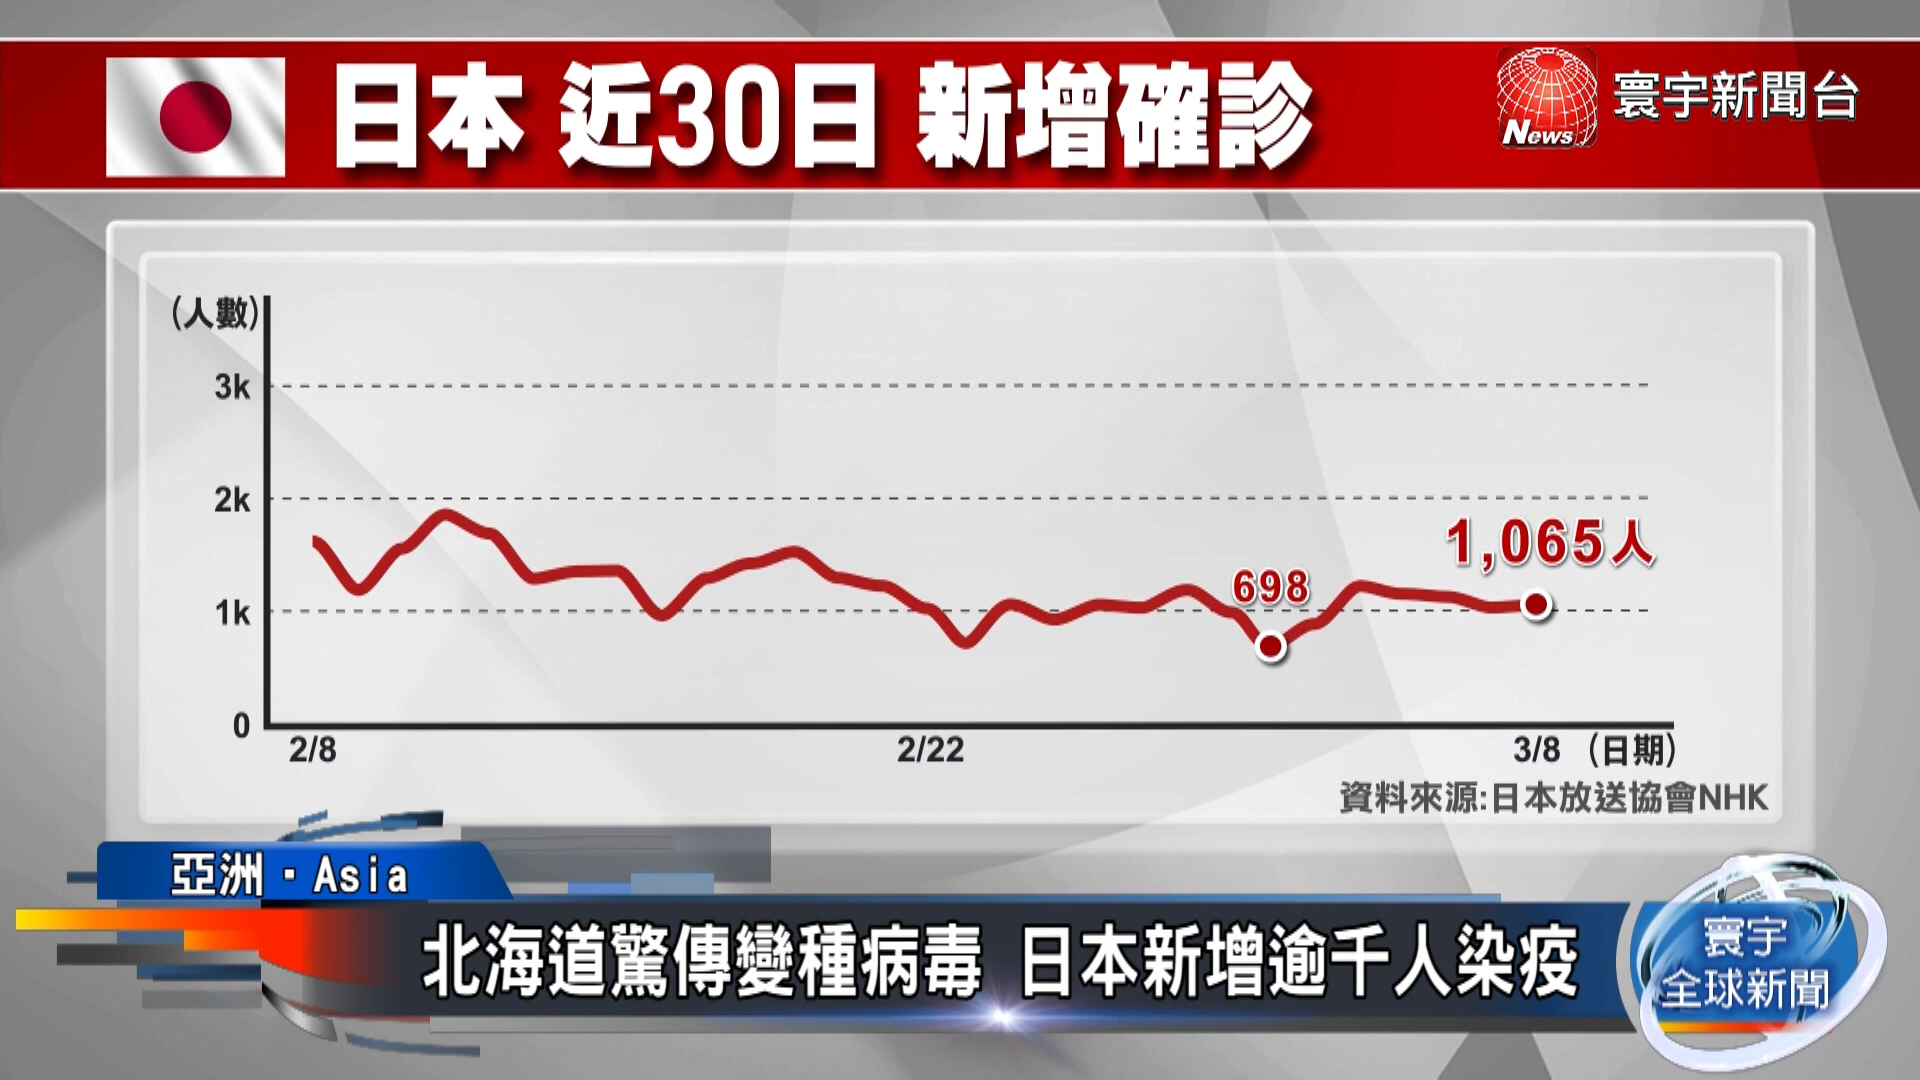 日本 近30日 新增確診
News
寰宇新聞台
(人數)
3k
2k
1k
0
698
1,065人
2/8
2/22
3/8
(日期)
資料來源:日本放送協會NHK
亞洲·Asia
北海道驚傳變種病毒 日本新增逾千人染疫
寰宇
全球新聞